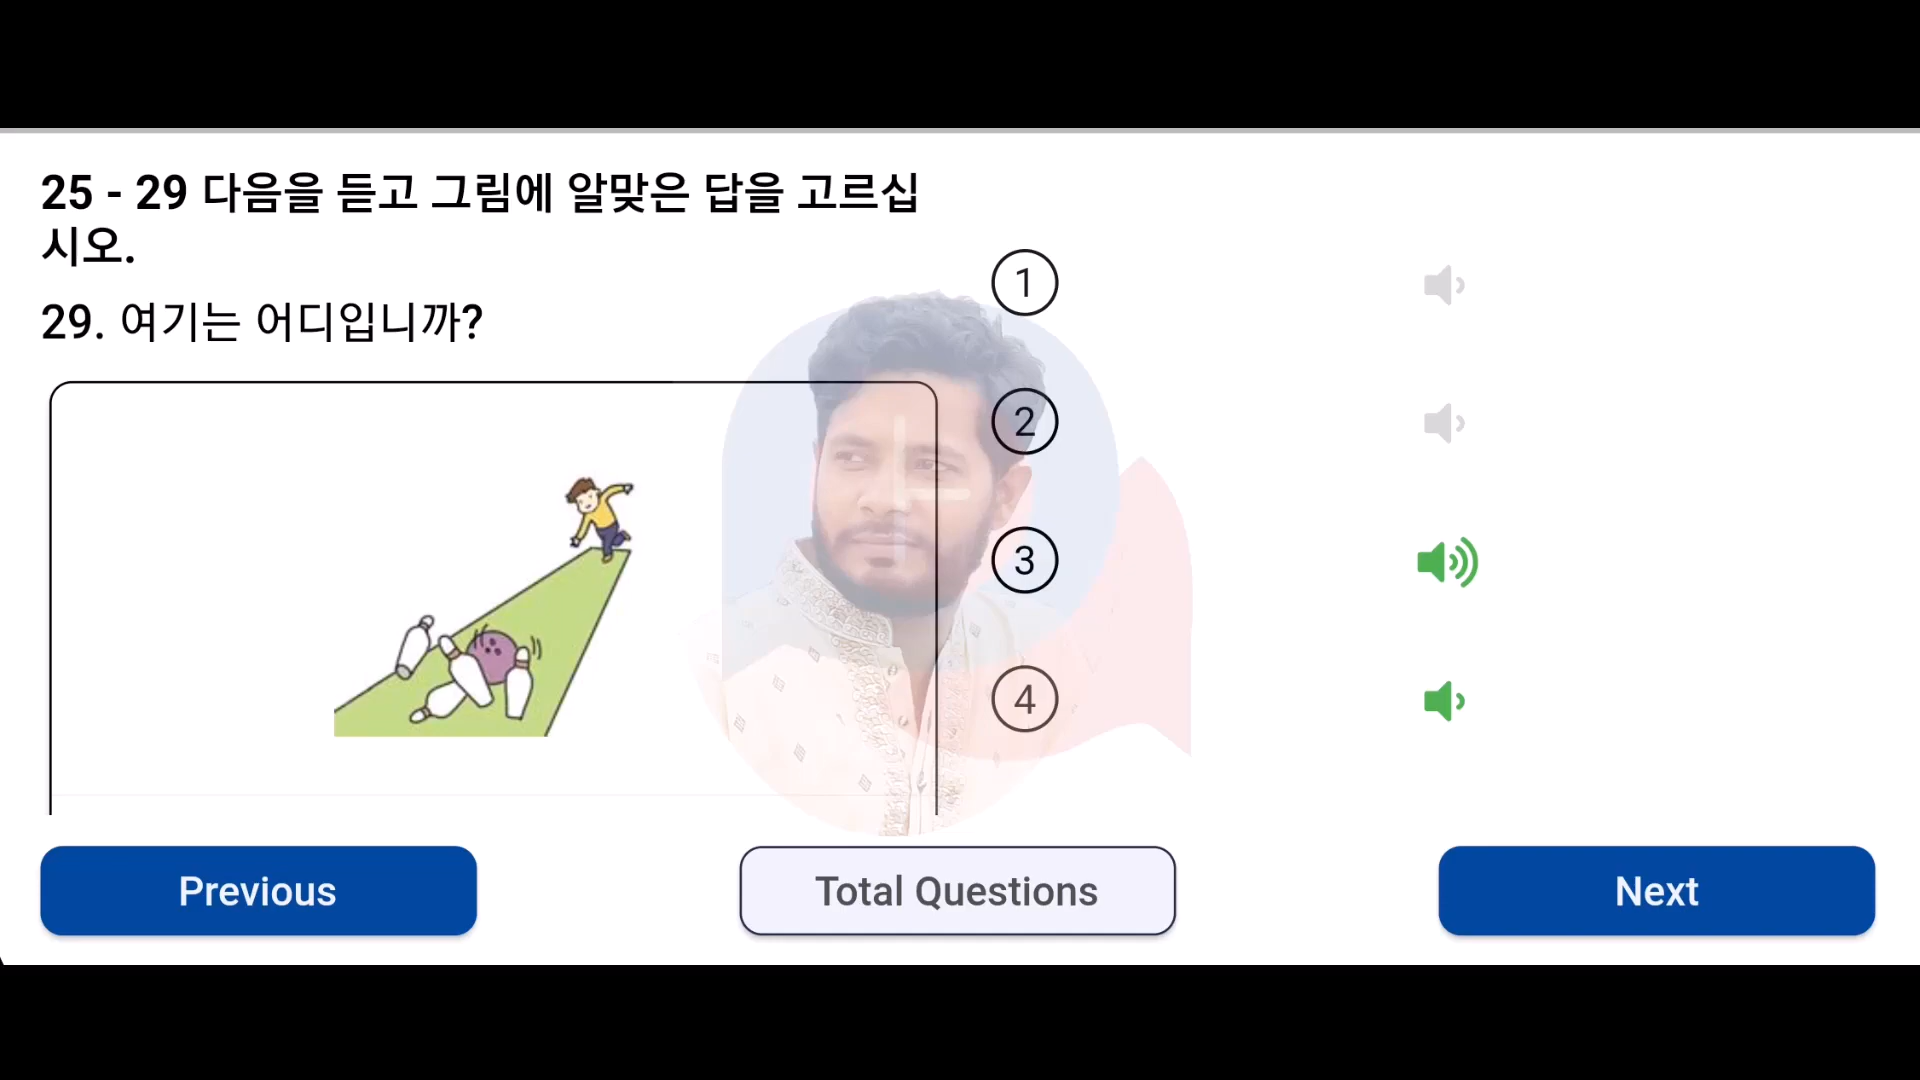 25 - 29 다음을 듣고 그림에 알맞은 답을 고르십
시오.
29. 여기는 어디입니까?
1
2
3
4
Previous
Total Questions
Next